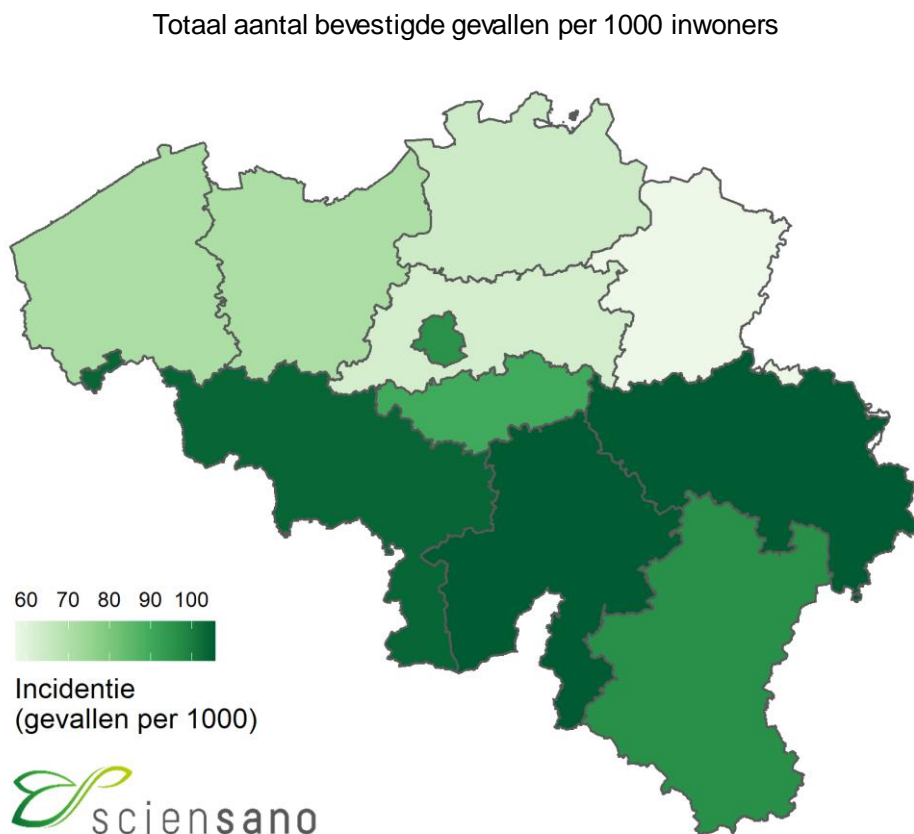 Totaal aantal bevestigde gevallen per 1000 inwoners
60 70 80 90 100
Incidentie
(gevallen per 1000)
sciensano